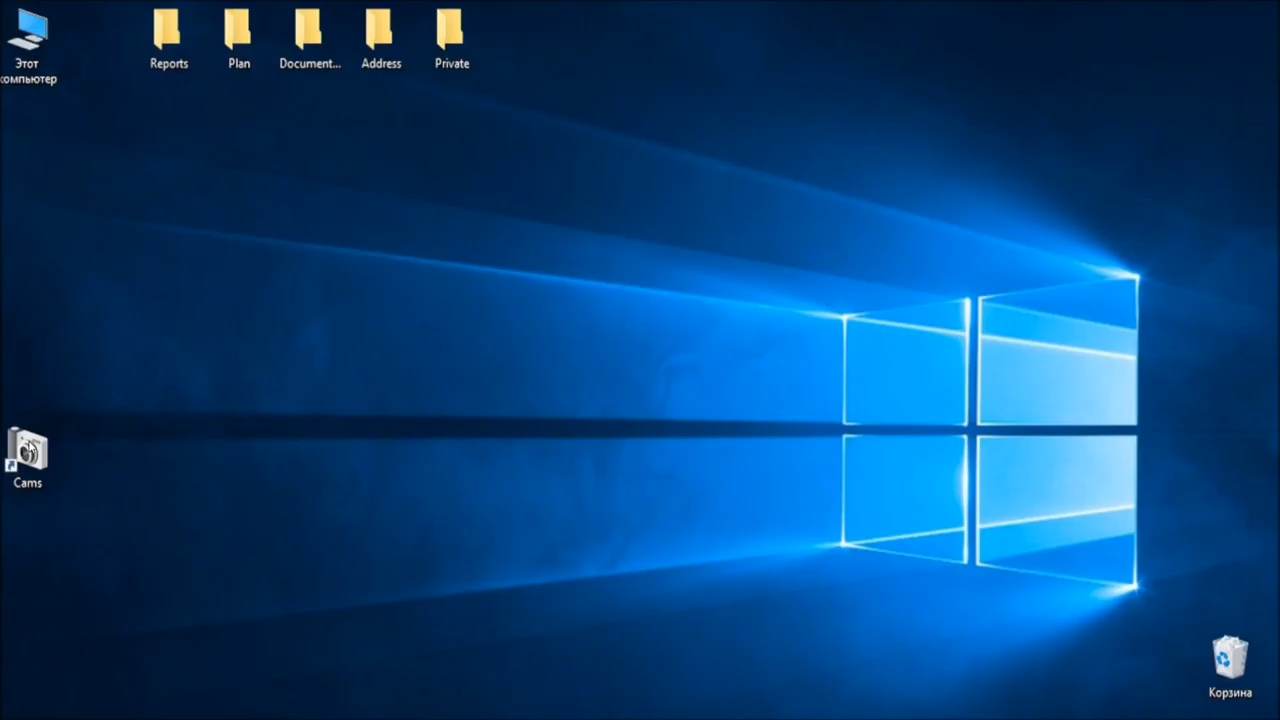 Этот
компьютер
Reports
Plan
Document...
Address
Private
Cams
Корзина